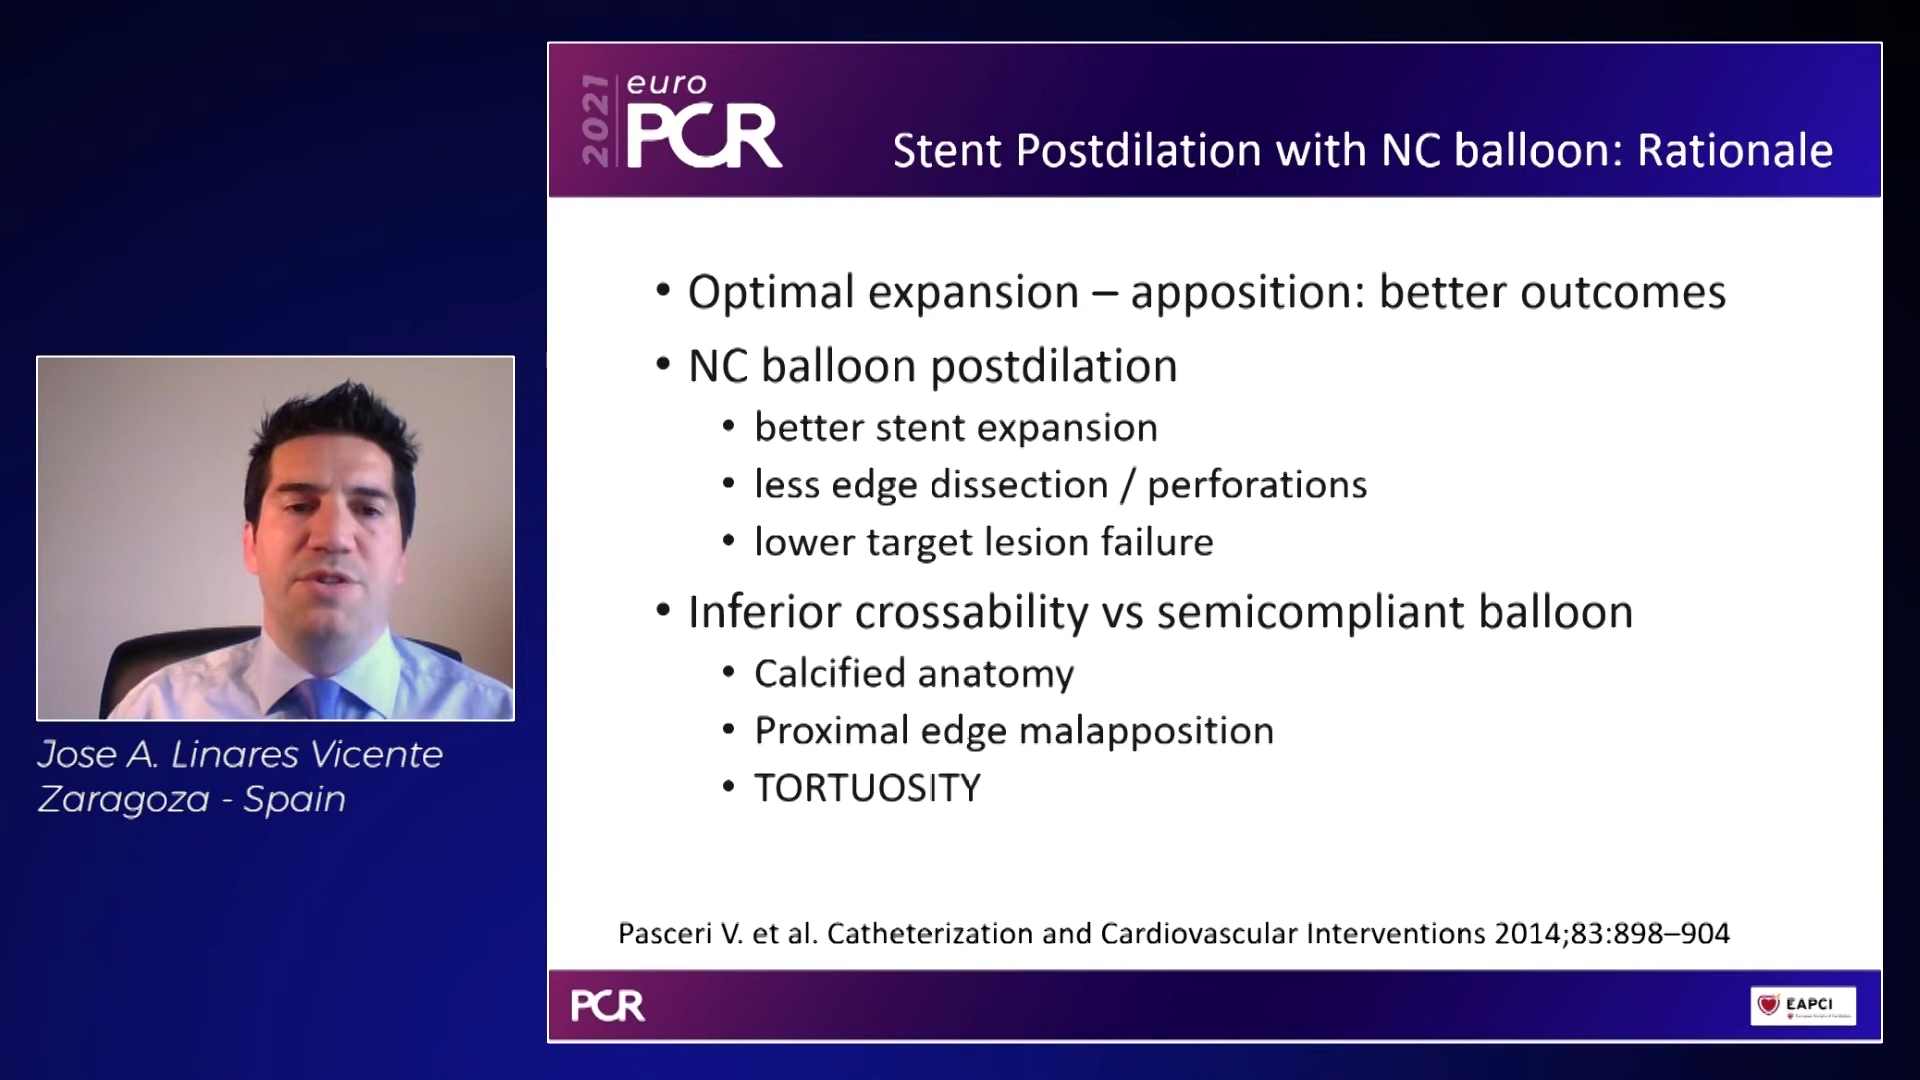 2021
euro
PCR
Stent Postdilation with NC balloon: Rationale
• Optimal expansion – apposition: better outcomes
• NC balloon postdilation
• better stent expansion
• less edge dissection / perforations
• lower target lesion failure
• Inferior crossability vs semicompliant balloon
• Calcified anatomy
• Proximal edge malapposition
• TORTUOSITY
Jose A. Linares Vicente
Zaragoza - Spain
Pasceri V. et al. Catheterization and Cardiovascular Interventions 2014;83:898–904
PCR
EAPCI